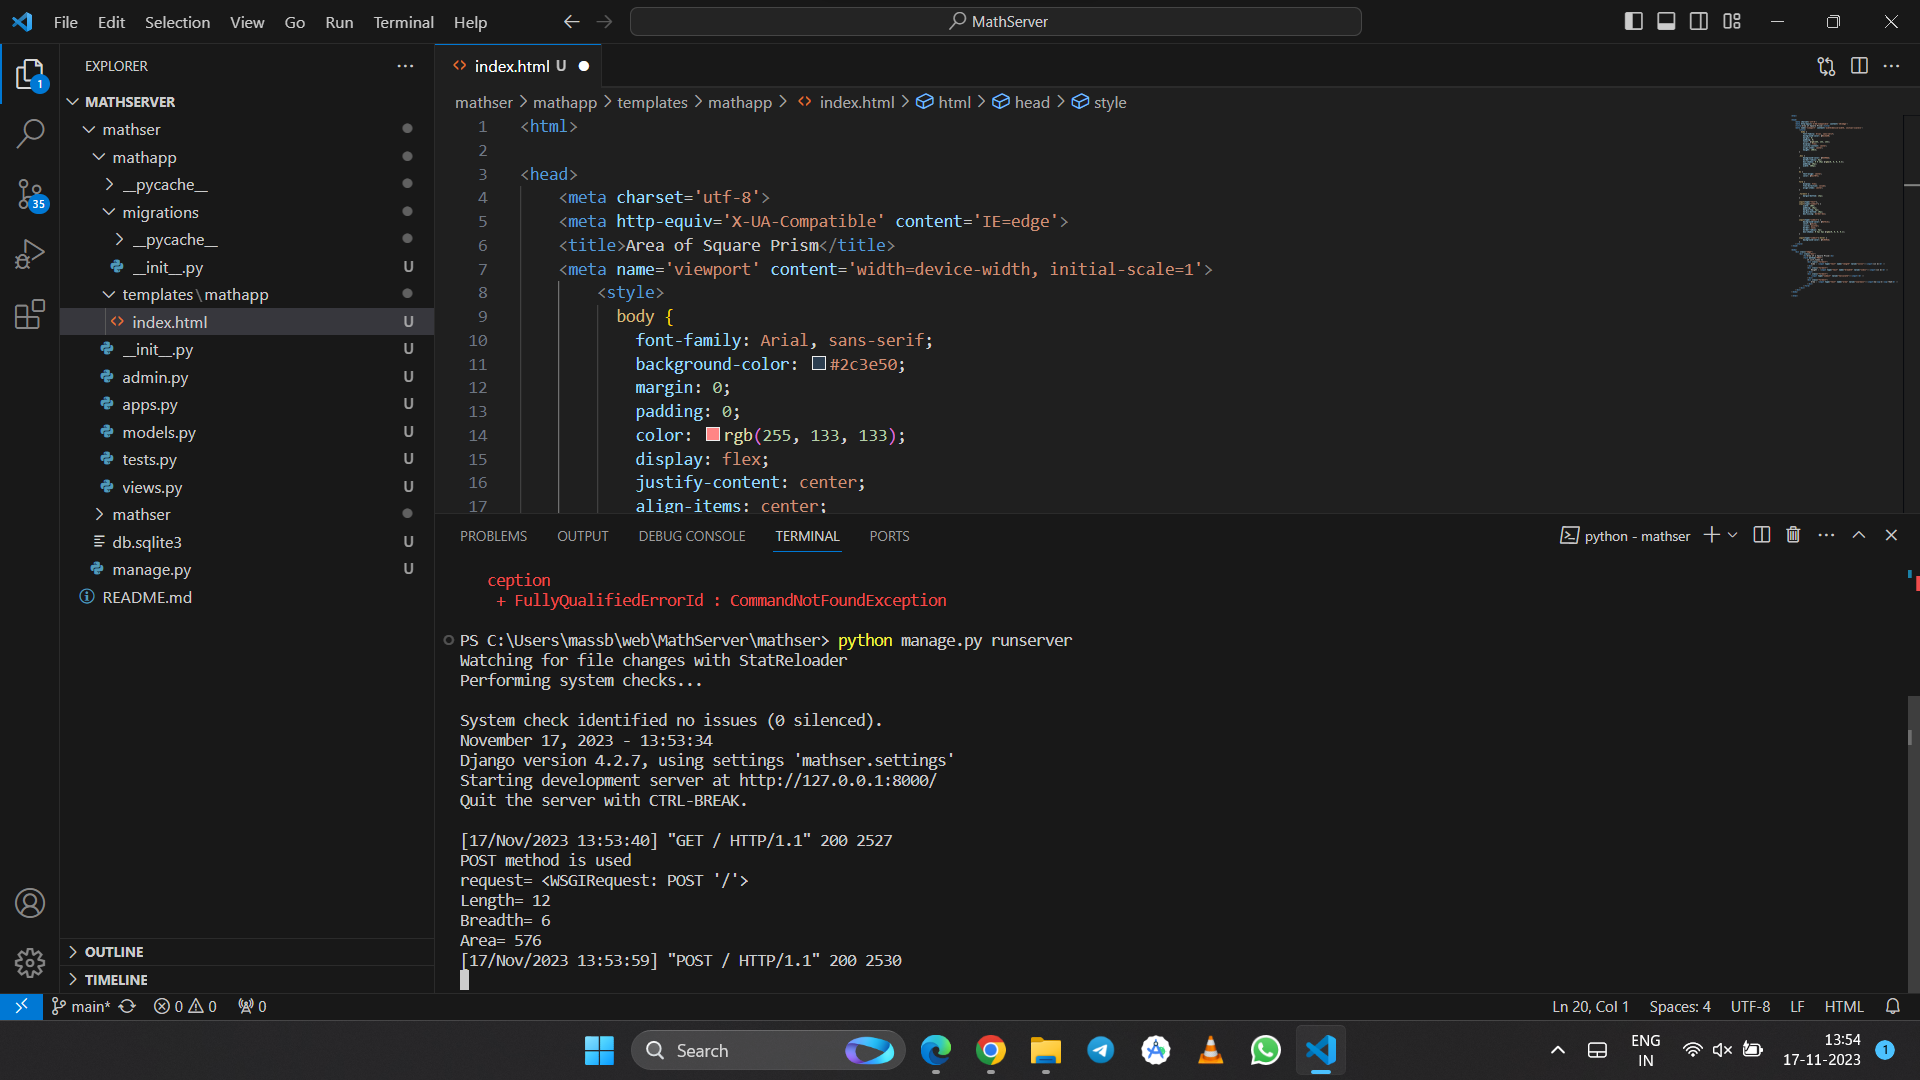 File Edit Selection View Go Run Terminal Help
MathServer
EXPLORER
MATHSERVER
mathser
mathapp
__pycache__
migrations
__pycache__
__init__.py U
templates\mathapp
index.html U
__init__.py U
admin.py U
apps.py U
models.py U
tests.py U
views.py U
mathser
db.sqlite3 U
manage.py U
README.md
OUTLINE
TIMELINE
1
35
index.html U
mathser > mathapp > templates > mathapp > index.html > html > head > style
1 <html>
2
3 <head>
4 <meta charset='utf-8'>
5 <meta http-equiv='X-UA-Compatible' content='IE=edge'>
6 <title>Area of Square Prism</title>
7 <meta name='viewport' content='width=device-width, initial-scale=1'>
8 <style>
9 body {
10 font-family: Arial, sans-serif;
11 background-color: #2c3e50;
12 margin: 0;
13 padding: 0;
14 color: rgb(255, 133, 133);
15 display: flex;
16 justify-content: center;
17 align-items: center;
PROBLEMS OUTPUT DEBUG CONSOLE TERMINAL PORTS
python - mathser
ception
+ FullyQualifiedErrorId : CommandNotFoundException
PS C:\Users\massb\web\MathServer\mathser> python manage.py runserver
Watching for file changes with StatReloader
Performing system checks...
System check identified no issues (0 silenced).
November 17, 2023 - 13:53:34
Django version 4.2.7, using settings 'mathser.settings'
Starting development server at http://127.0.0.1:8000/
Quit the server with CTRL-BREAK.
[17/Nov/2023 13:53:40] "GET / HTTP/1.1" 200 2527
POST method is used
request= <WSGIRequest: POST '/'>
Length= 12
Breadth= 6
Area= 576
[17/Nov/2023 13:53:59] "POST / HTTP/1.1" 200 2530
main* 0 0 0
Ln 20, Col 1 Spaces: 4 UTF-8 LF HTML
Search
ENG
IN
13:54
17-11-2023
1